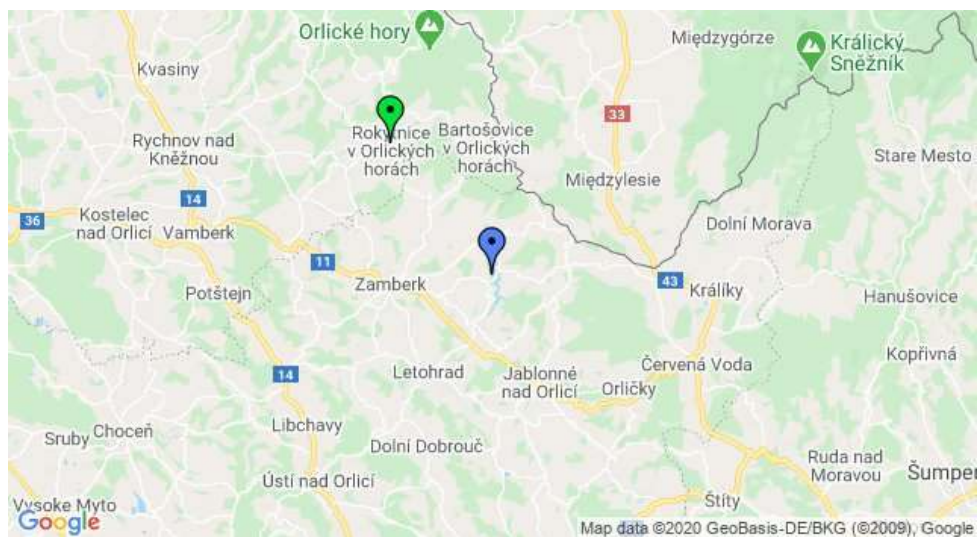 Orlické hory
Międzygórze
Králický
Sněžník
Kvasiny
33
Rychnov nad
Kněžnou
Rokytnice
v Orlických
horách
Bartošovice
v Orlických
horách
Stare Mesto
Międzylesie
14
36
Kostelec
nad Orlicí
Vamberk
Dolní Morava
11
43
Potštejn
Zamberk
Králíky
Hanušovice
Kopřivná
14
Letohrad
Jablonné
nad Orlicí
Orličky
Červená Voda
Libchavy
Sruby
Choceň
Dolní Dobrouč
Ústí nad Orlicí
Ruda nad
Moravou
Šumper
Štíty
Vysoke Myto
Google
Map data ©2020 GeoBasis-DE/BKG (©2009), Google